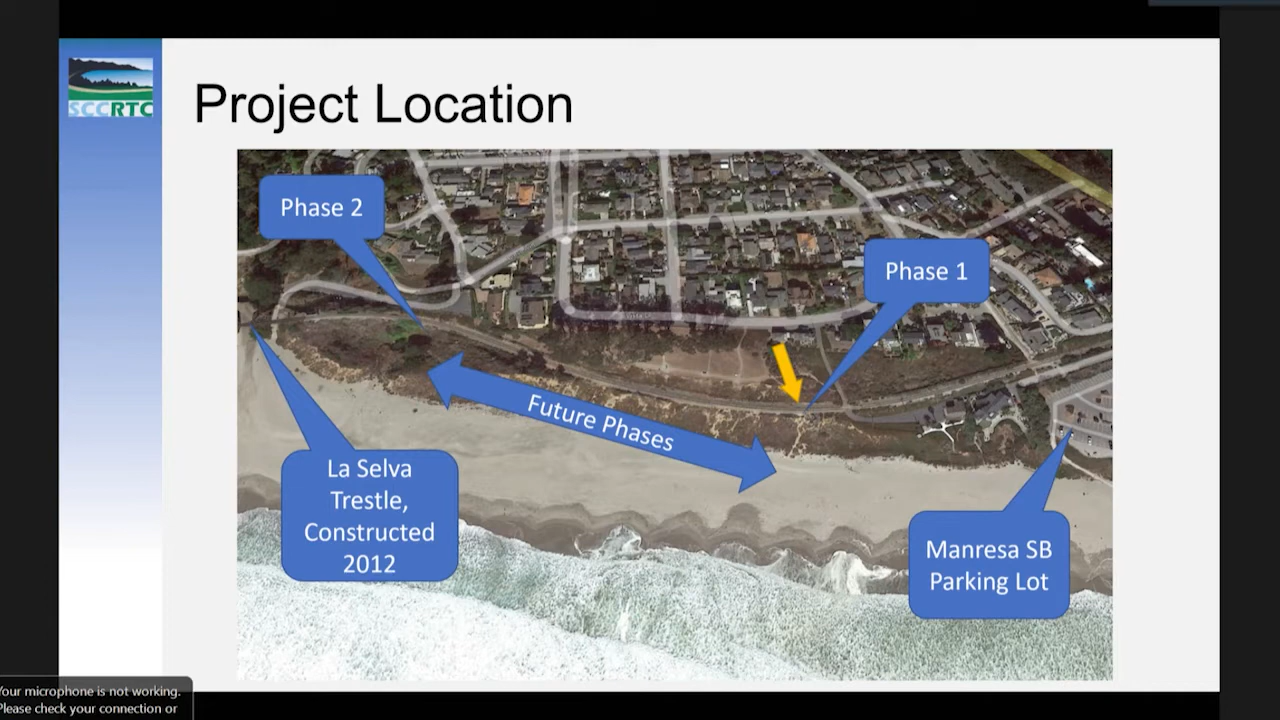 SCCRTC
Project Location
Phase 2
Phase 1
Future Phases
La Selva
Trestle,
Constructed
2012
Manresa SB
Parking Lot
Your microphone is not working.
Please check your connection or